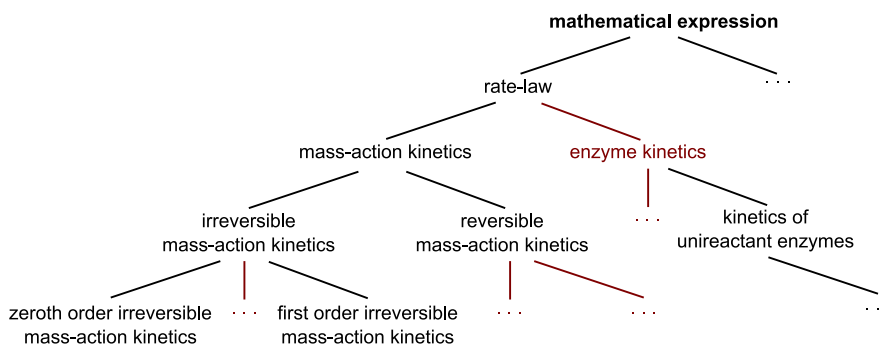 mathematical expression
rate-law
. . .
mass-action kinetics
enzyme kinetics
irreversible
mass-action kinetics
reversible
mass-action kinetics
. . .
kinetics of
unireactant enzymes
zeroth order irreversible
mass-action kinetics
. . .
first order irreversible
mass-action kinetics
. . .
. . .
. .